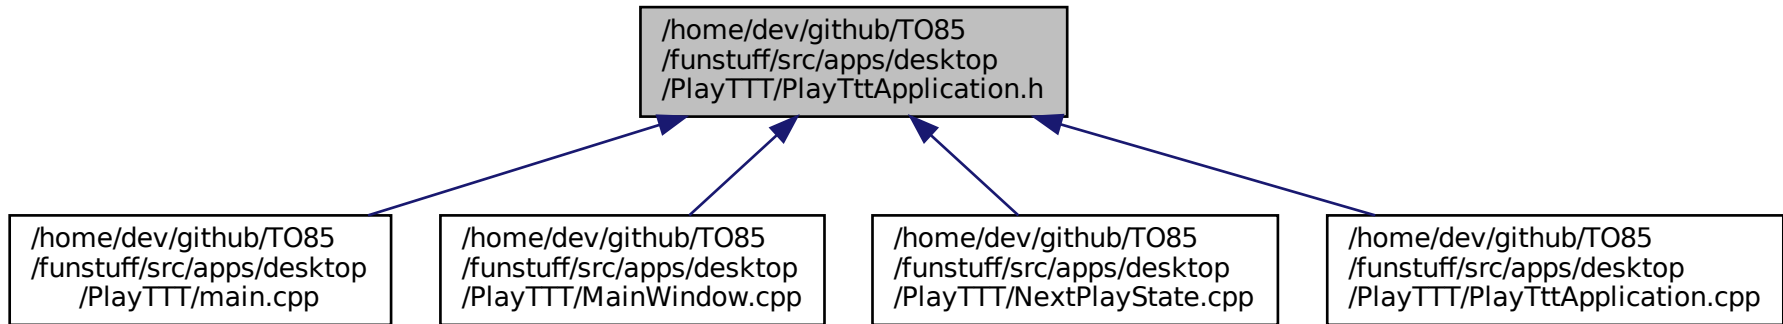 /home/dev/github/TO85
/funstuff/src/apps/desktop
/PlayTTT/PlayTttApplication.h
/home/dev/github/TO85
/funstuff/src/apps/desktop
/PlayTTT/main.cpp
/home/dev/github/TO85
/funstuff/src/apps/desktop
/PlayTTT/MainWindow.cpp
/home/dev/github/TO85
/funstuff/src/apps/desktop
/PlayTTT/NextPlayState.cpp
/home/dev/github/TO85
/funstuff/src/apps/desktop
/PlayTTT/PlayTttApplication.cpp